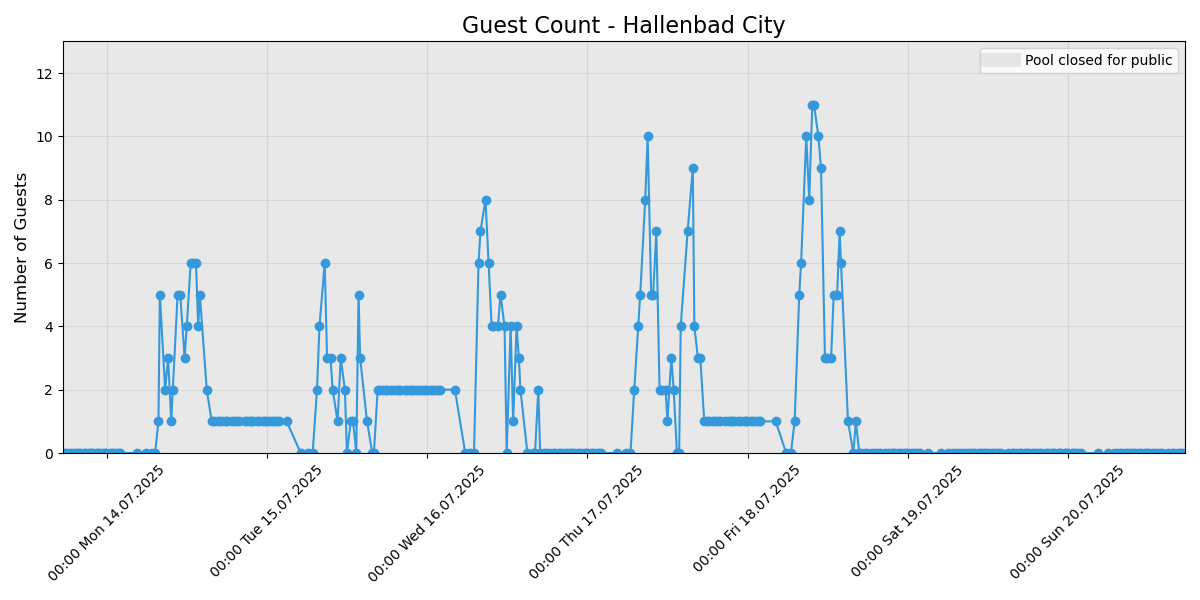 Guest Count - Hallenbad City
Pool closed for public
Number of Guests
12
10
8
6
4
2
0
00:00 Mon 14.07.2025
00:00 Tue 15.07.2025
00:00 Wed 16.07.2025
00:00 Thu 17.07.2025
00:00 Fri 18.07.2025
00:00 Sat 19.07.2025
00:00 Sun 20.07.2025